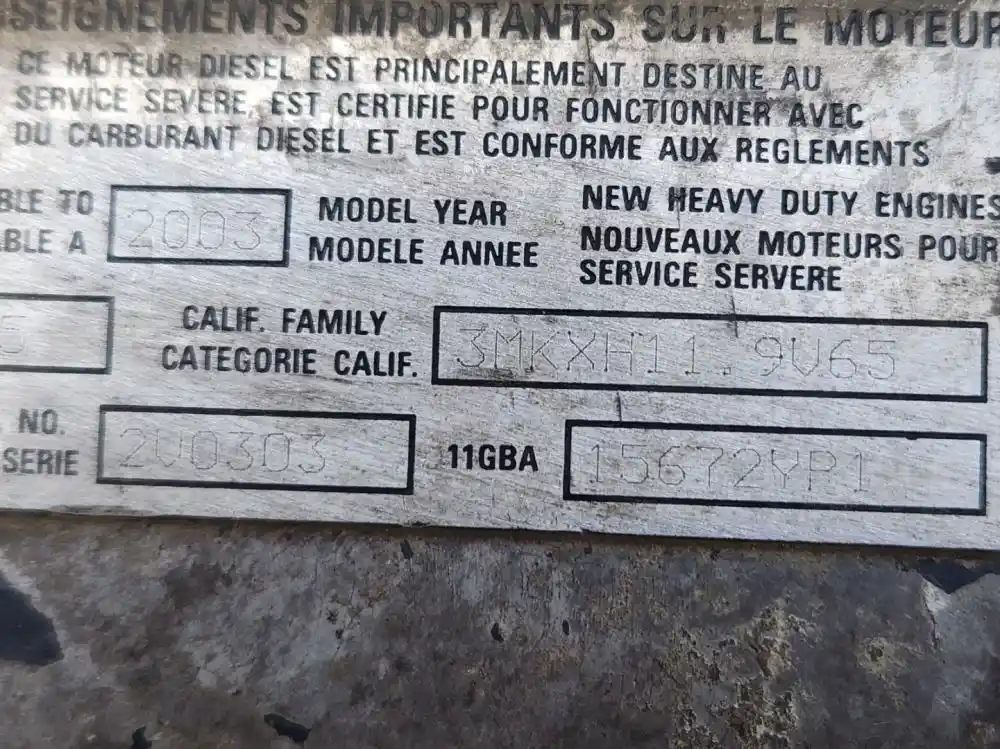 SEIGNEMENTS IMPORTANTS SUR LE MOTEUR
CE MOTEUR DIESEL EST PRINCIPALEMENT DESTINE AU
SERVICE SEVERE, EST CERTIFIE POUR FONCTIONNER AVEC
DU CARBURANT DIESEL ET EST CONFORME AUX REGLEMENTS
BLE TO
BLE A
2003
MODEL YEAR
MODELE ANNEE
NEW HEAVY DUTY ENGINES
NOUVEAUX MOTEURS POUR
SERVICE SERVERE
5
CALIF. FAMILY
CATEGORIE CALIF.
3MKXH11.9V65
NO.
SERIE
2V0303
11GBA
15672YP1